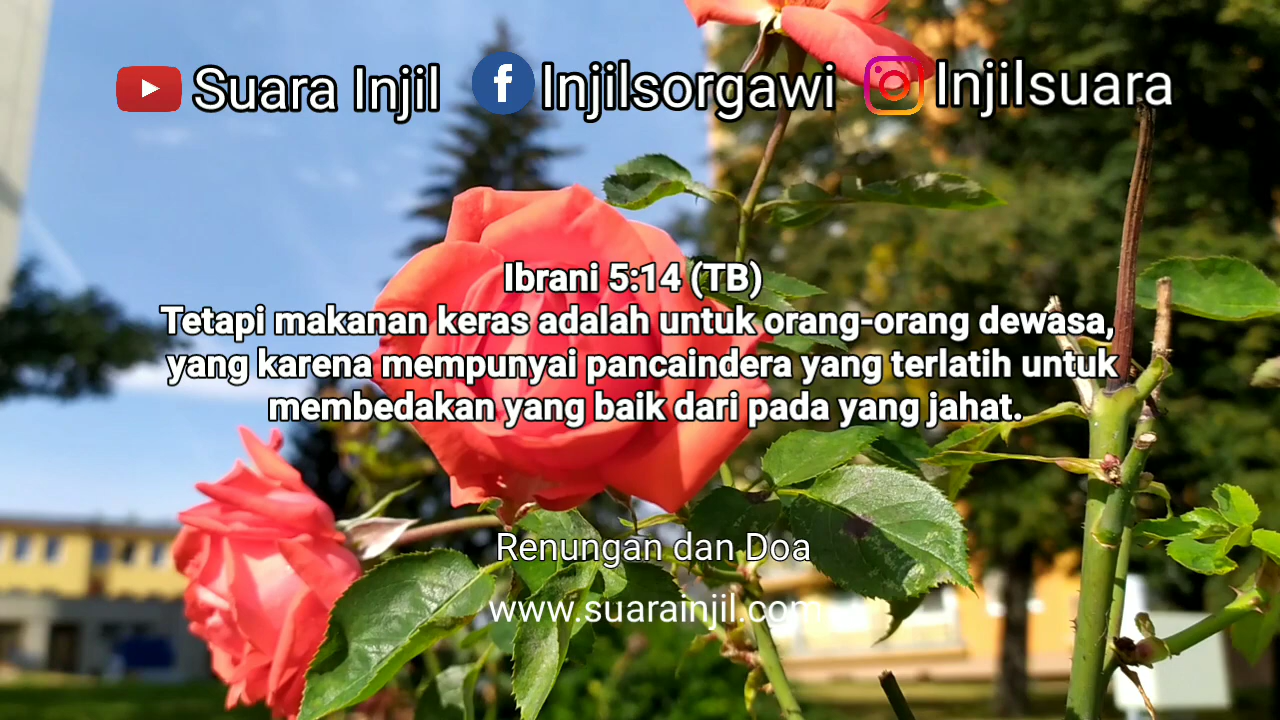 Suara Injil Injilsorgawi Injilsuara
Ibrani 5:14 (TB)
Tetapi makanan keras adalah untuk orang-orang dewasa,
yang karena mempunyai pancaindera yang terlatih untuk
membedakan yang baik dari pada yang jahat.
Renungan dan Doa
www.suarainjil.com